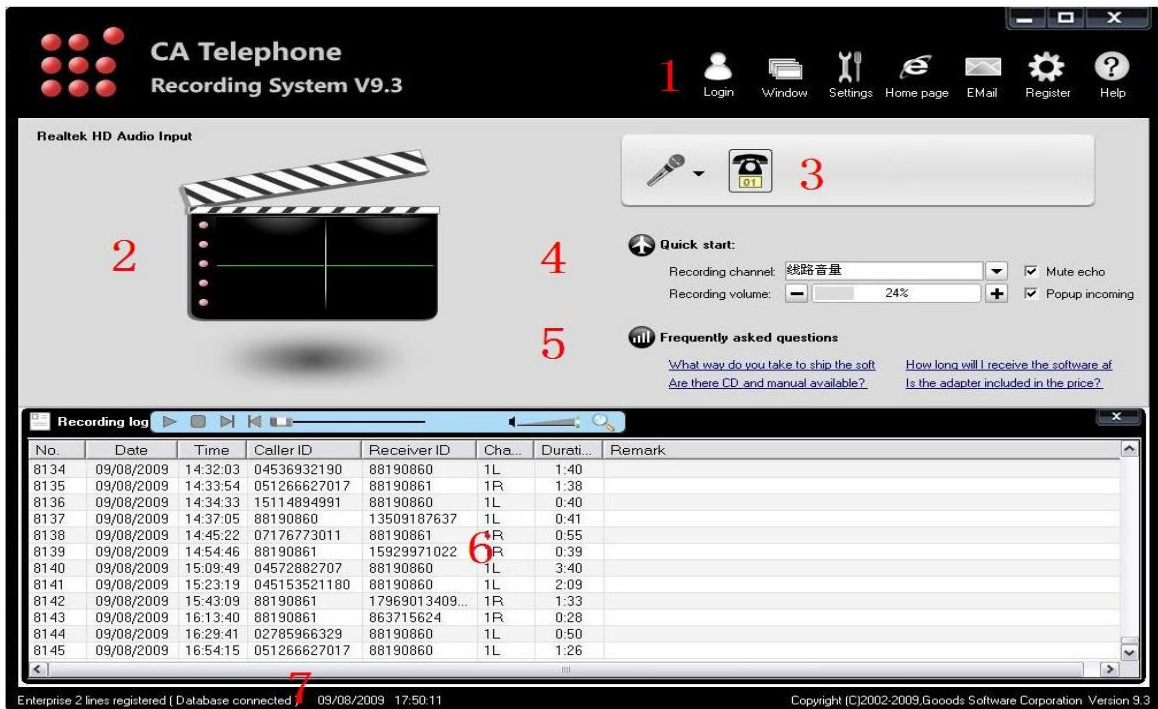 CA Telephone
Recording System V9.3
1
Login Window Settings Home page EMail Register Help
Realtek HD Audio Input
2
01
3
4
Quick start:
Recording channel: 线路音量 Mute echo
Recording volume: 24% Popup incoming
5
Frequently asked questions
What way do you take to ship the soft How long will I receive the software af
Are there CD and manual available? Is the adapter included in the price?
Recording log
No. Date Time Caller ID Receiver ID Cha... Durati... Remark
8134 09/08/2009 14:32:03 04536932190 88190860 1L 1:40
8135 09/08/2009 14:33:54 051266627017 88190861 1R 1:38
8136 09/08/2009 14:34:33 15114894991 88190860 1L 0:40
8137 09/08/2009 14:37:05 88190860 13509187637 1L 0:41
8138 09/08/2009 14:45:22 07176773011 88190861 1R 0:55
6
8139 09/08/2009 14:54:46 88190861 15929971022 1R 0:39
8140 09/08/2009 15:09:49 04572882707 88190860 1L 3:40
8141 09/08/2009 15:23:19 045153521180 88190860 1L 2:09
8142 09/08/2009 15:43:09 88190861 17969013409... 1R 1:33
8143 09/08/2009 16:13:40 88190861 863715624 1R 0:28
8144 09/08/2009 16:29:41 02785966329 88190860 1L 0:50
8145 09/08/2009 16:54:15 051266627017 88190860 1L 1:26
7
Enterprise 2 lines registered ( Database connected ) 09/08/2009 17:50:11 Copyright (C)2002-2009,Gooods Software Corporation Version 9.3